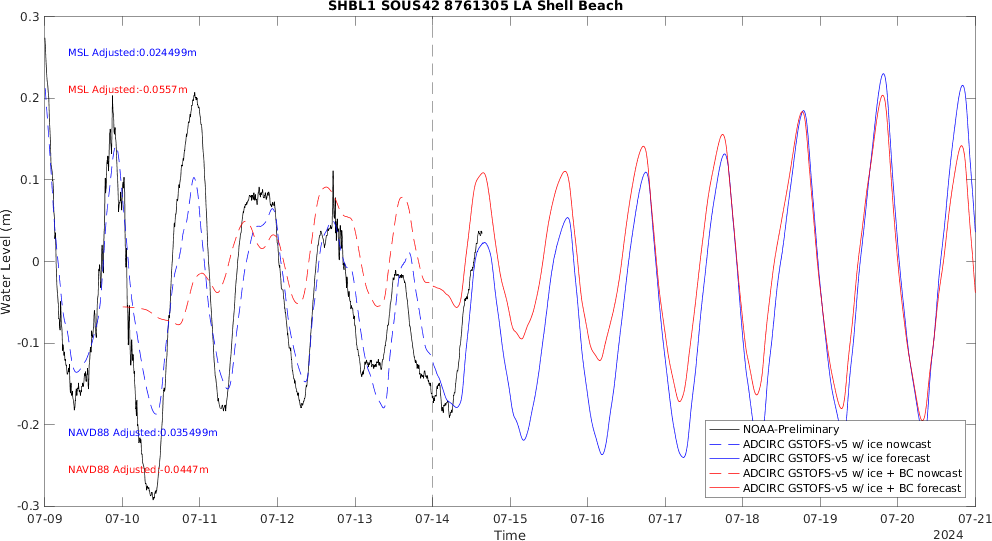 SHBL1 SOUS42 8761305 LA Shell Beach
0.3
0.2
0.1
0
-0.1
-0.2
-0.3
Water Level (m)
MSL Adjusted:0.024499m
MSL Adjusted:-0.0557m
NAVD88 Adjusted:0.035499m
NAVD88 Adjusted:-0.0447m
NOAA-Preliminary
ADCIRC GSTOFS-v5 w/ ice nowcast
ADCIRC GSTOFS-v5 w/ ice forecast
ADCIRC GSTOFS-v5 w/ ice + BC nowcast
ADCIRC GSTOFS-v5 w/ ice + BC forecast
07-09 07-10 07-11 07-12 07-13 07-14 07-15 07-16 07-17 07-18 07-19 07-20 07-21
Time
2024